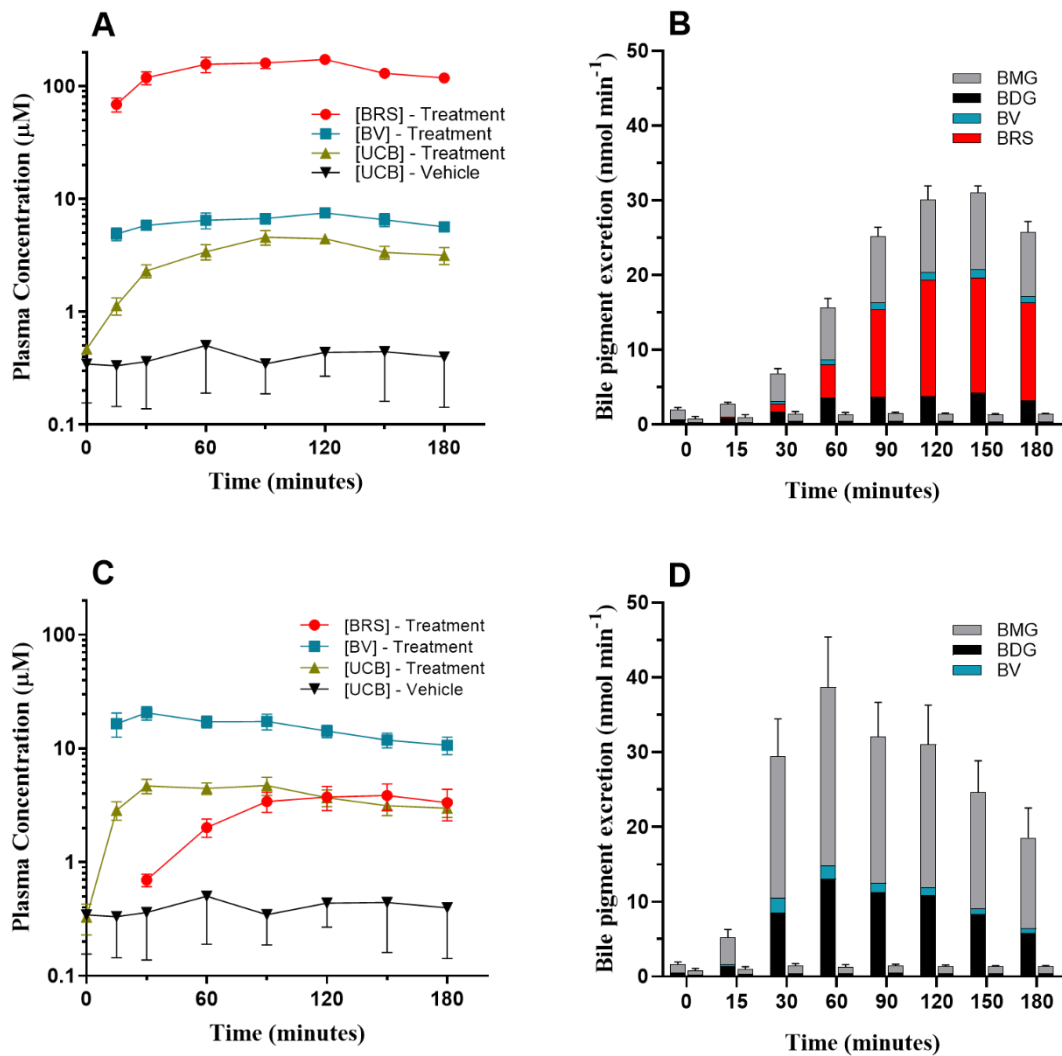 A
Plasma Concentration (µM)
100
10
1
0.1
[BRS] - Treatment
[BV] - Treatment
[UCB] - Treatment
[UCB] - Vehicle
0 60 120 180
Time (minutes)
B
Bile pigment excretion (nmol min⁻¹)
50
40
30
20
10
0
BMG
BDG
BV
BRS
0 15 30 60 90 120 150 180
Time (minutes)
C
Plasma Concentration (µM)
100
10
1
0.1
[BRS] - Treatment
[BV] - Treatment
[UCB] - Treatment
[UCB] - Vehicle
0 60 120 180
Time (minutes)
D
Bile pigment excretion (nmol min⁻¹)
50
40
30
20
10
0
BMG
BDG
BV
0 15 30 60 90 120 150 180
Time (minutes)